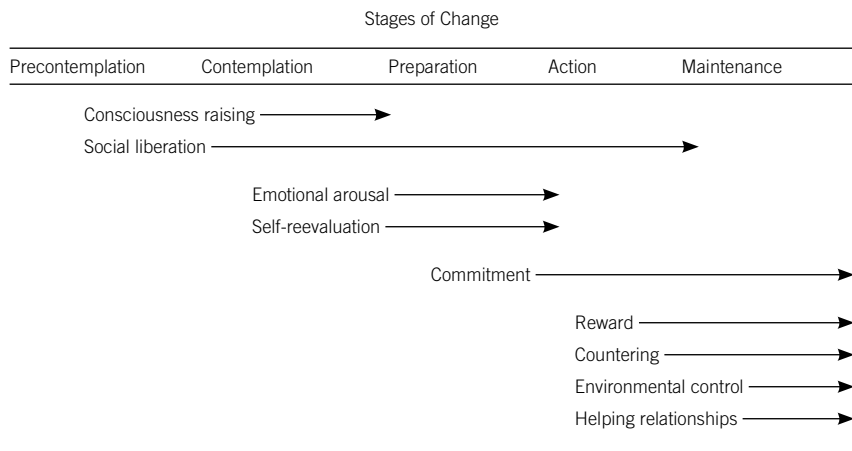 Stages of Change
Precontemplation Contemplation Preparation Action Maintenance
Consciousness raising
Social liberation
Emotional arousal
Self-reevaluation
Commitment
Reward
Countering
Environmental control
Helping relationships